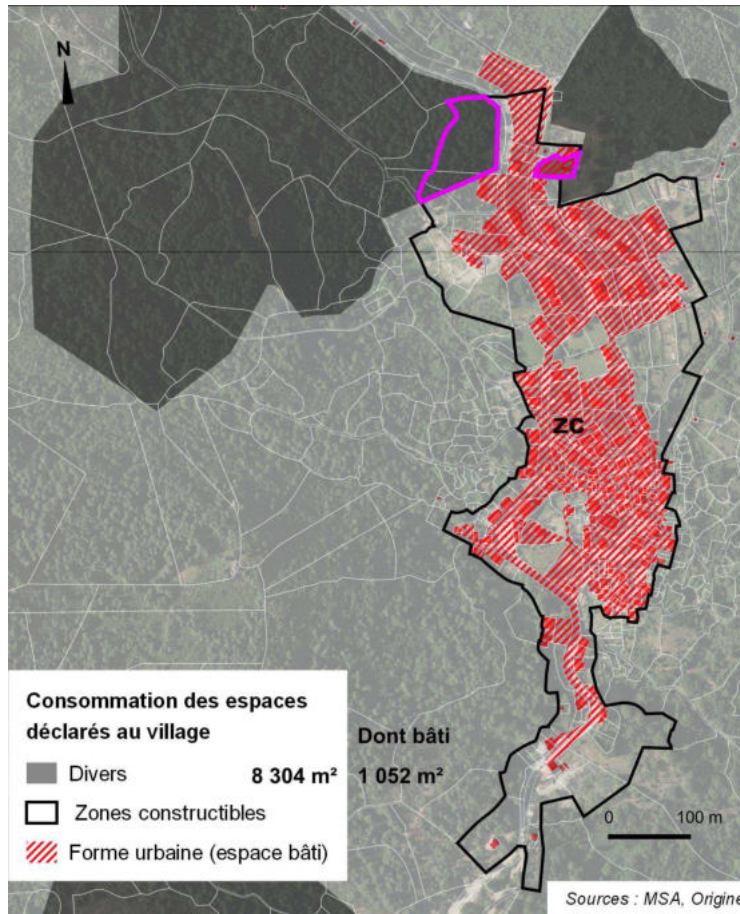 N
ZC
Consommation des espaces
déclarés au village
Dont bâti
Divers 8 304 m² 1 052 m²
Zones constructibles
Forme urbaine (espace bâti)
0 100 m
Sources : MSA, Origine